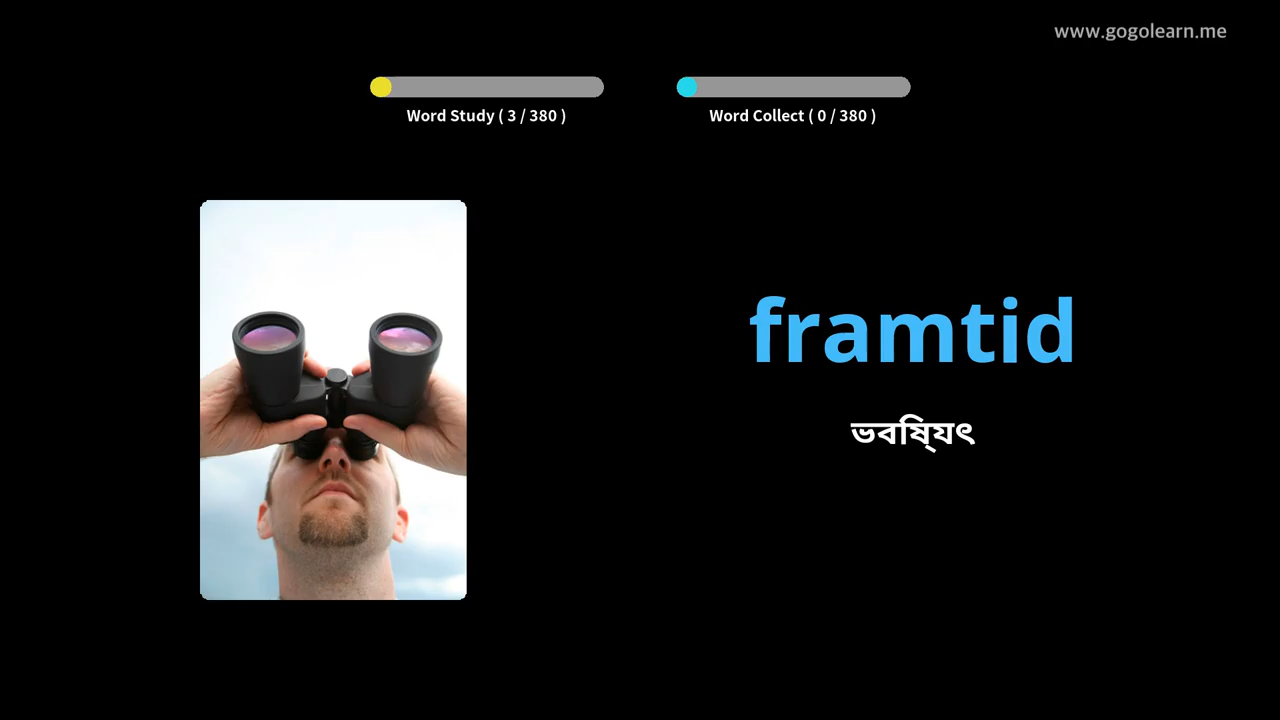 www.gogolearn.me
Word Study ( 3 / 380 )
Word Collect ( 0 / 380 )
framtid
ভবিষ্যৎ